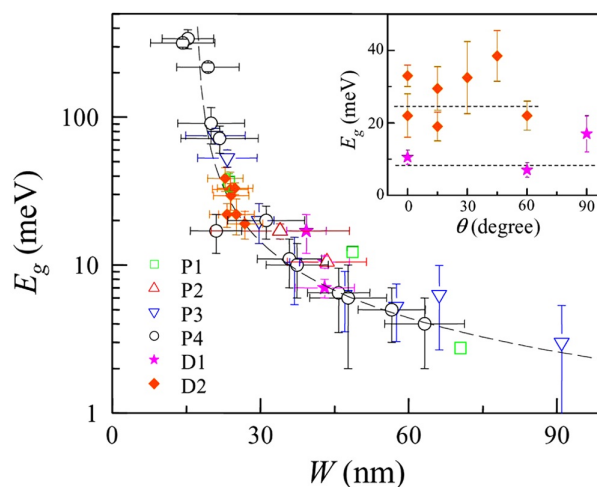 E_g (meV)
100
10
1
0
30
60
90
W (nm)
P1
P2
P3
P4
D1
D2
E_g (meV)
40
20
0
0
30
60
90
θ (degree)